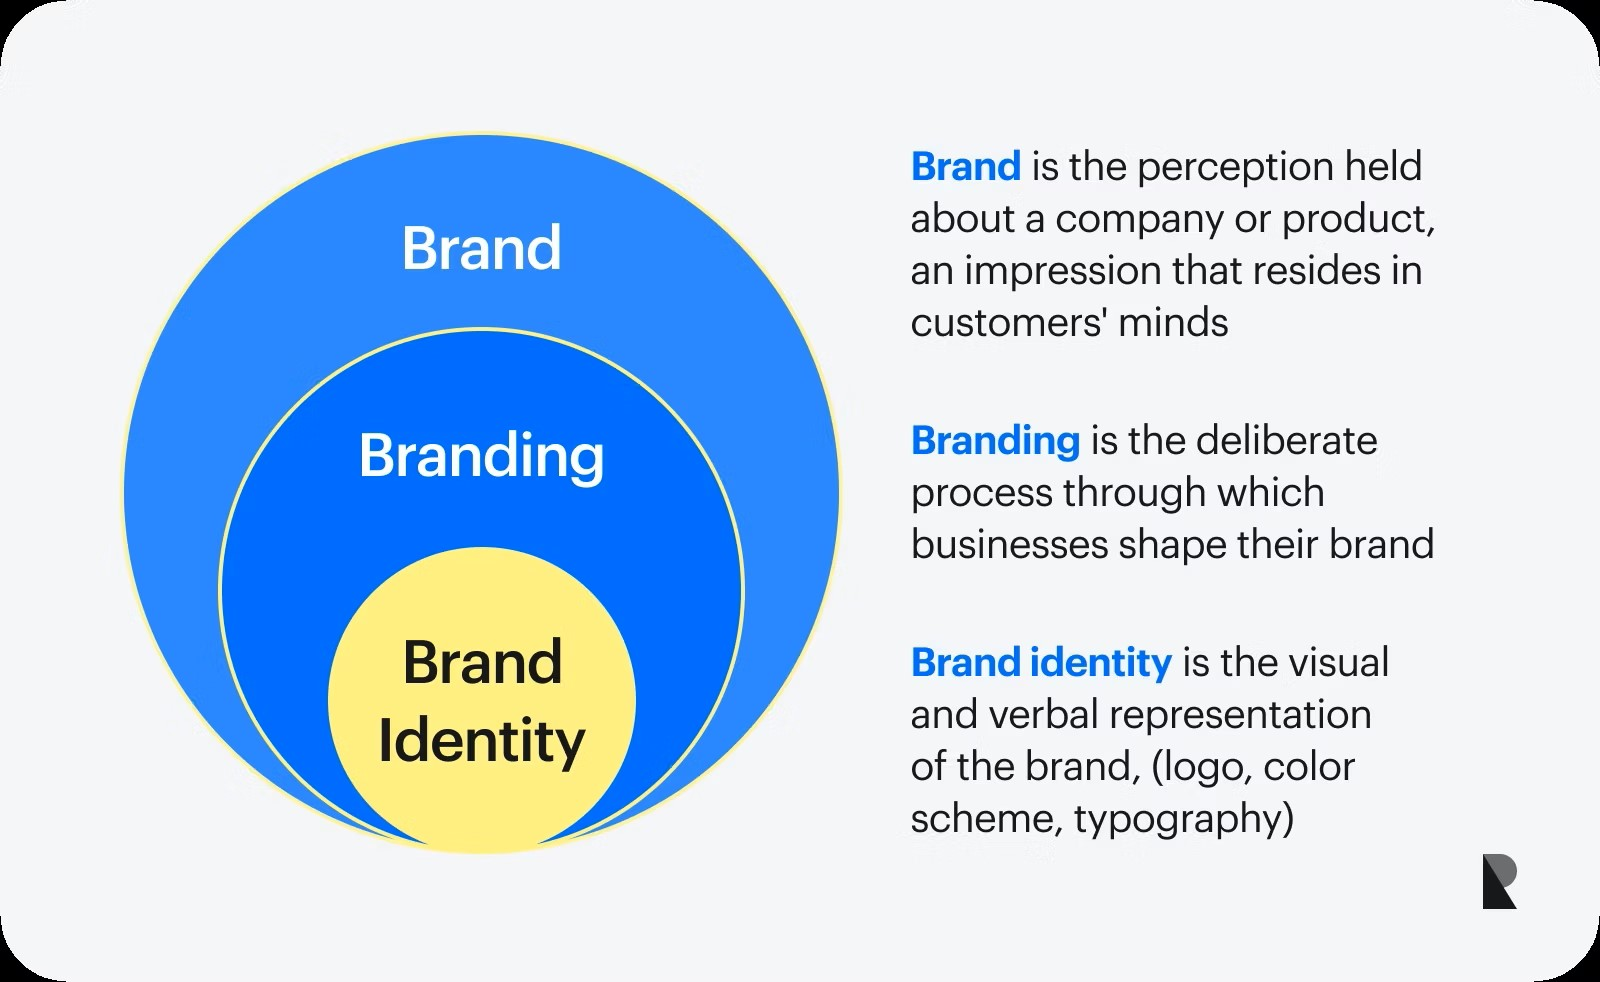 Brand
Branding
Brand
Identity
Brand is the perception held
about a company or product,
an impression that resides in
customers' minds
Branding is the deliberate
process through which
businesses shape their brand
Brand identity is the visual
and verbal representation
of the brand, (logo, color
scheme, typography)